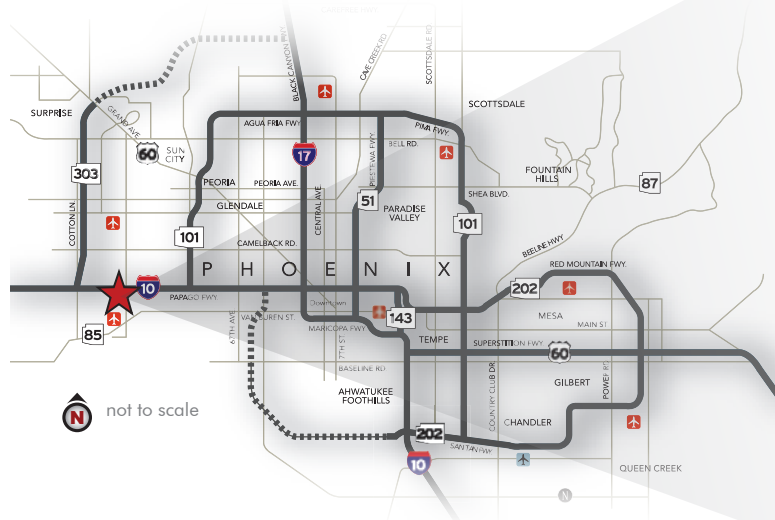 BLACK CANYON FWY.
CAVE CREEK RD
SCOTTSDALE RD
SURPRISE
GRAND AVE
60
SUN
CITY
303
COTTON LN.
AGUA FRIA FWY.
17
PIESTEWA FWY.
PIMA FWY.
SCOTTSDALE
BELL RD.
FOUNTAIN
HILLS
87
PEORIA
PEORIA AVE.
GLENDALE
CENTRAL AVE.
51
PARADISE
VALLEY
SHEA BLVD.
101
101
CAMELBACK RD.
BEELINE HWY
PHOENIX
RED MOUNTAIN FWY.
10
PAPAGO FWY.
202
85
67TH AVE
VAN BUREN ST.
Downtown
MARICOPA FWY.
7TH ST.
143
MESA
MAIN ST
TEMPE
SUPERSTITION FWY.
60
BASELINE RD.
COUNTRY CLUB DR.
POWER RD
GILBERT
AHWATUKEE
FOOTHILLS
N
not to scale
CHANDLER
202
SAN TAN FWY.
10
QUEEN CREEK
N